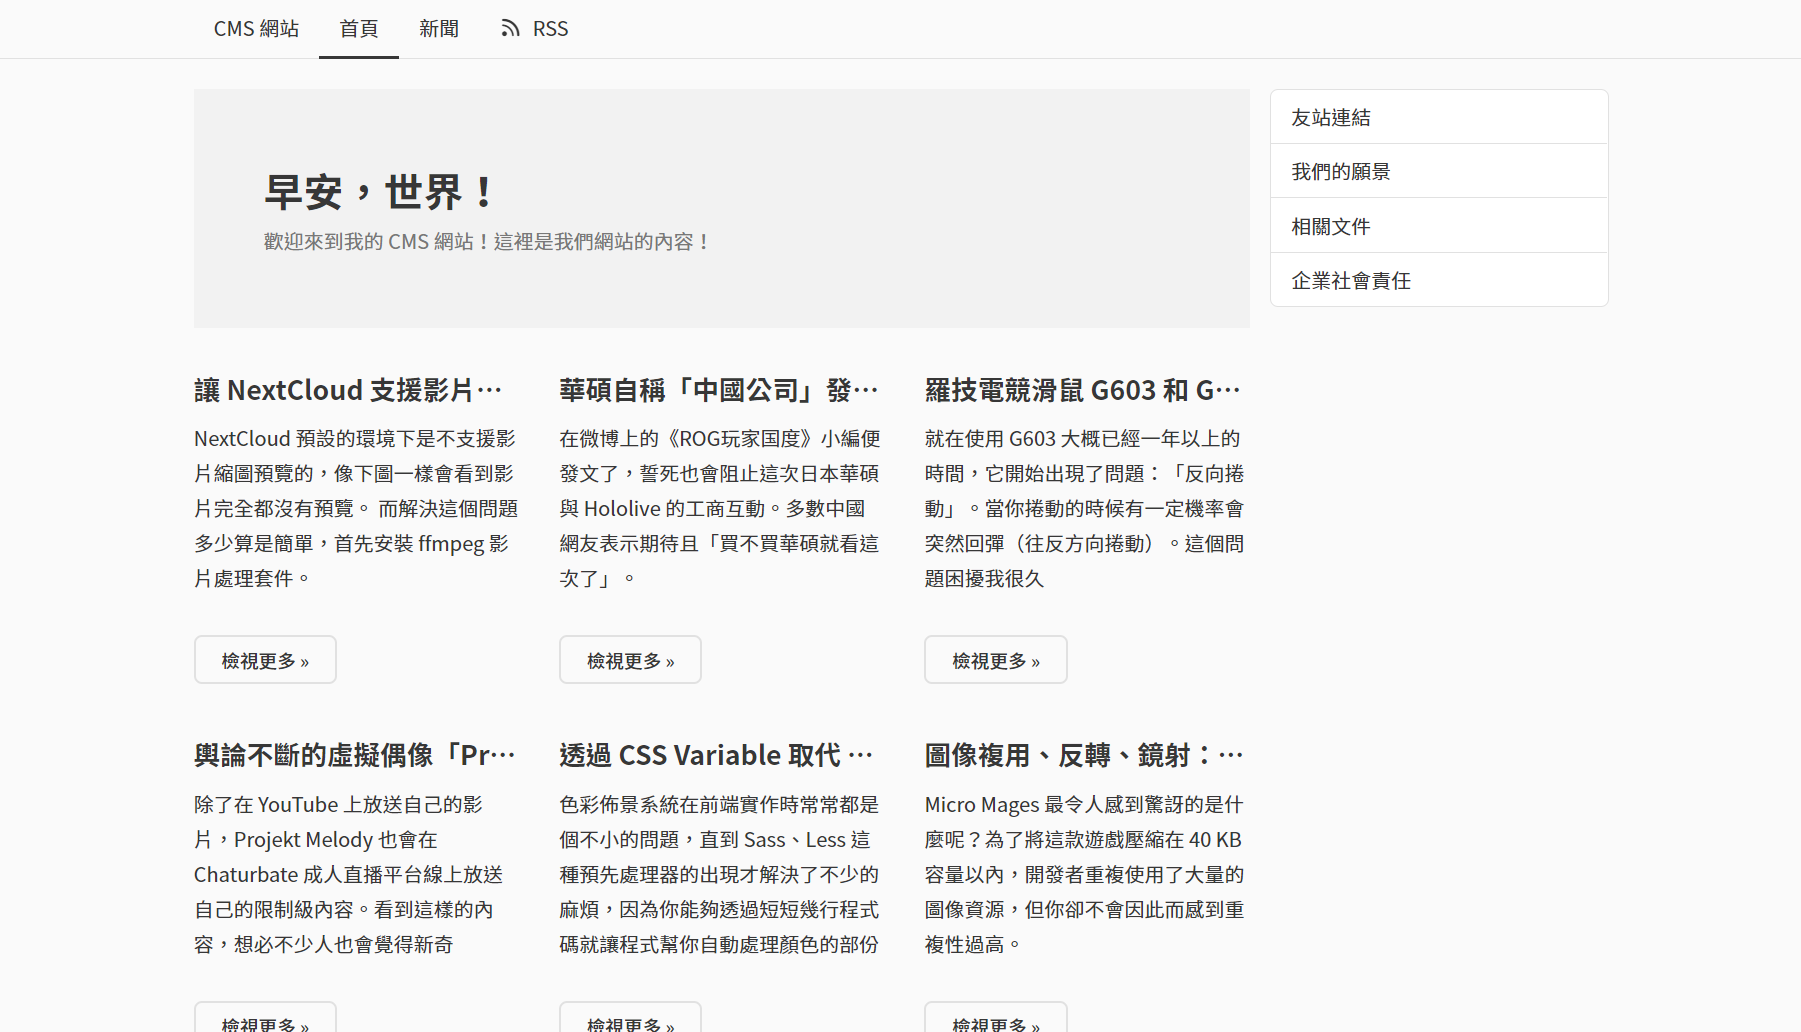 CMS 網站
首頁
新聞
RSS
早安，世界！
歡迎來到我的 CMS 網站！這裡是我們網站的內容！
友站連結
我們的願景
相關文件
企業社會責任
讓 NextCloud 支援影片…
NextCloud 預設的環境下是不支援影
片縮圖預覽的，像下圖一樣會看到影
片完全都沒有預覽。 而解決這個問題
多少算是簡單，首先安裝 ffmpeg 影
片處理套件。
檢視更多 »
華碩自稱「中國公司」發…
在微博上的《ROG玩家国度》小編便
發文了，誓死也會阻止這次日本華碩
與 Hololive 的工商互動。多數中國
網友表示期待且「買不買華碩就看這
次了」。
檢視更多 »
羅技電競滑鼠 G603 和 G…
就在使用 G603 大概已經一年以上的
時間，它開始出現了問題：「反向捲
動」。當你捲動的時候有一定機率會
突然回彈（往反方向捲動）。這個問
題困擾我很久
檢視更多 »
輿論不斷的虛擬偶像「Pr…
除了在 YouTube 上放送自己的影
片，Projekt Melody 也會在
Chaturbate 成人直播平台線上放送
自己的限制級內容。看到這樣的內
容，想必不少人也會覺得新奇
檢視更多 »
透過 CSS Variable 取代 …
色彩佈景系統在前端實作時常常都是
個不小的問題，直到 Sass、Less 這
種預先處理器的出現才解決了不少的
麻煩，因為你能夠透過短短幾行程式
碼就讓程式幫你自動處理顏色的部份
檢視更多 »
圖像複用、反轉、鏡射：…
Micro Mages 最令人感到驚訝的是什
麼呢？為了將這款遊戲壓縮在 40 KB
容量以內，開發者重複使用了大量的
圖像資源，但你卻不會因此而感到重
複性過高。
檢視更多 »